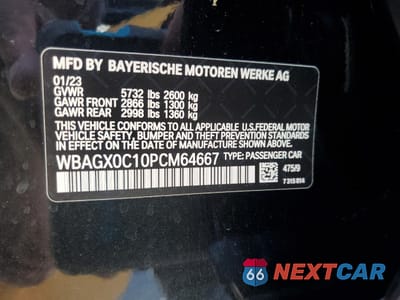 MFD BY BAYERISCHE MOTOREN WERKE AG
01/23
GVWR 5732 lbs 2600 kg
GAWR FRONT 2866 lbs 1300 kg
GAWR REAR 2998 lbs 1360 kg
THIS VEHICLE CONFORMS TO ALL
APPLICABLE U.S. FEDERAL MOTOR
VEHICLE SAFETY, BUMPER, AND THEFT
PREVENTION STANDARDS IN EFFECT ON
THE DATE OF MANUFACTURE SHOWN ABOVE.
WBAGX0C10PCM64667 TYPE: PASSENGER CAR
475/9
7 315 014
66 NEXTCAR